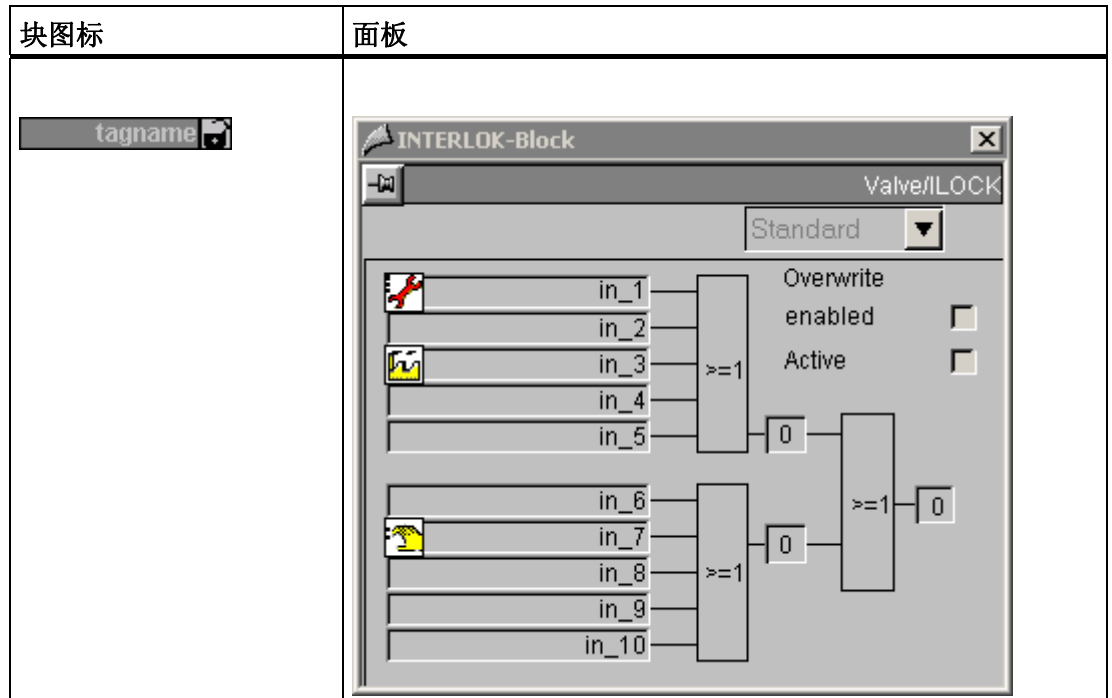 块图标 面板
tagname
INTERLOK-Block
Valve/ILOCK
Standard
Overwrite
enabled
Active
in_1
in_2
in_3
in_4
in_5
>=1
0
in_6
in_7
in_8
in_9
in_10
>=1
0
>=1
0